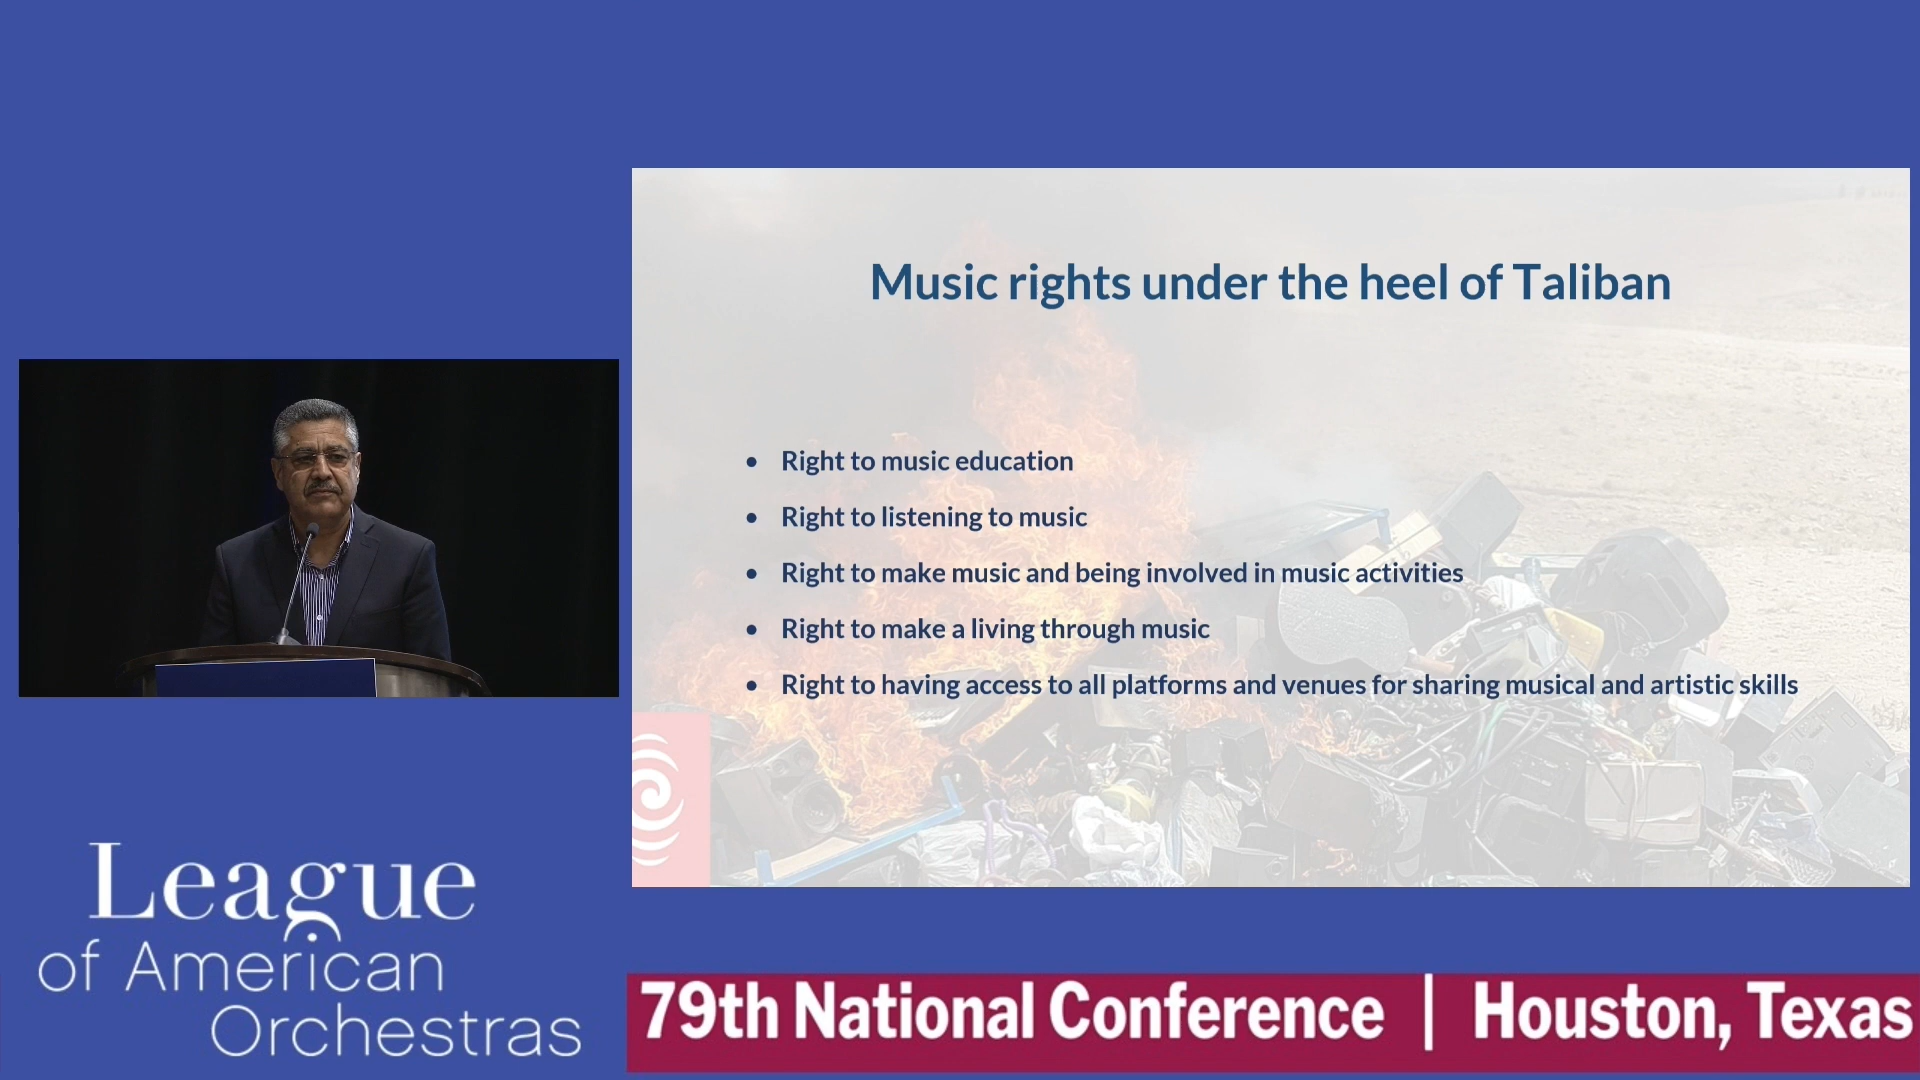 Music rights under the heel of Taliban
• Right to music education
• Right to listening to music
• Right to make music and being involved in music activities
• Right to make a living through music
• Right to having access to all platforms and venues for sharing musical and artistic skills
League
of American
Orchestras
79th National Conference | Houston, Texas